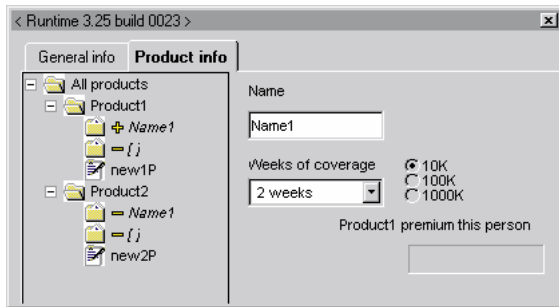 < Runtime 3.25 build 0023 >
General info
Product info
All products
Product1
Name1
[ ]
new1P
Product2
Name1
[ ]
new2P
Name
Name1
Weeks of coverage
2 weeks
10K
100K
1000K
Product1 premium this person